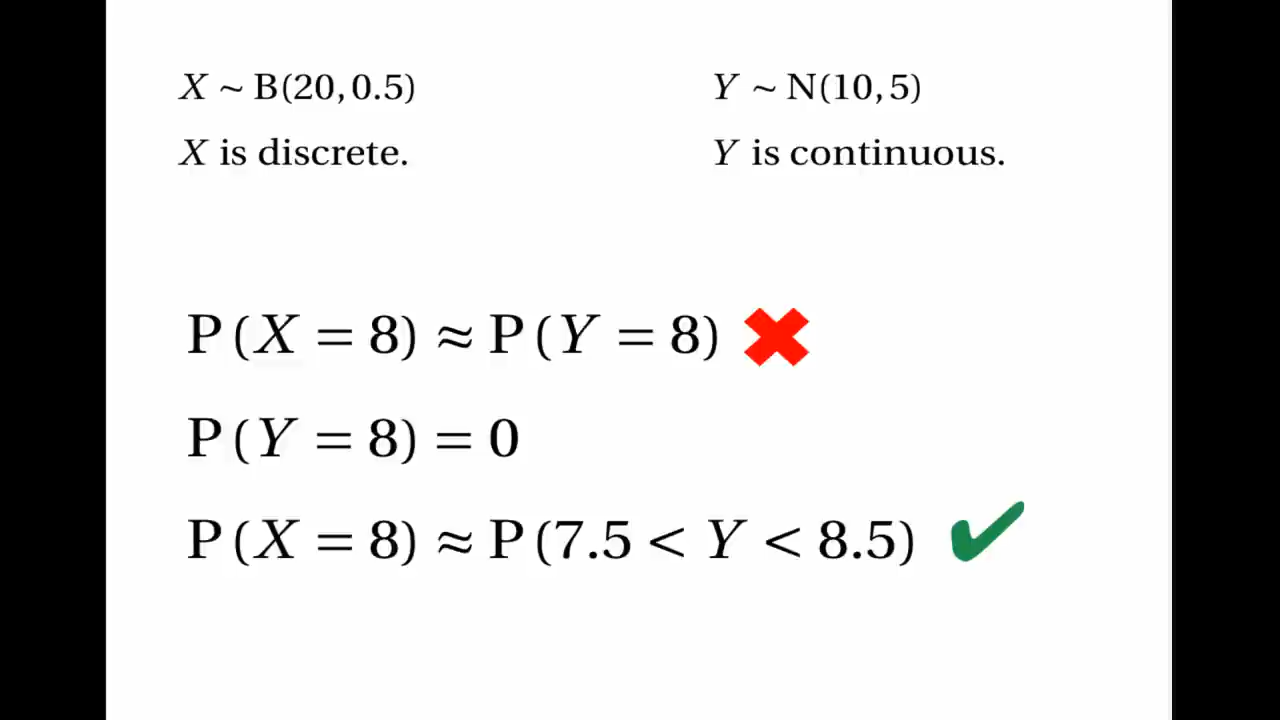 X ~ B(20, 0.5)
Y ~ N(10, 5)
X is discrete.
Y is continuous.
P(X = 8) ≈ P(Y = 8)
P(Y = 8) = 0
P(X = 8) ≈ P(7.5 < Y < 8.5)